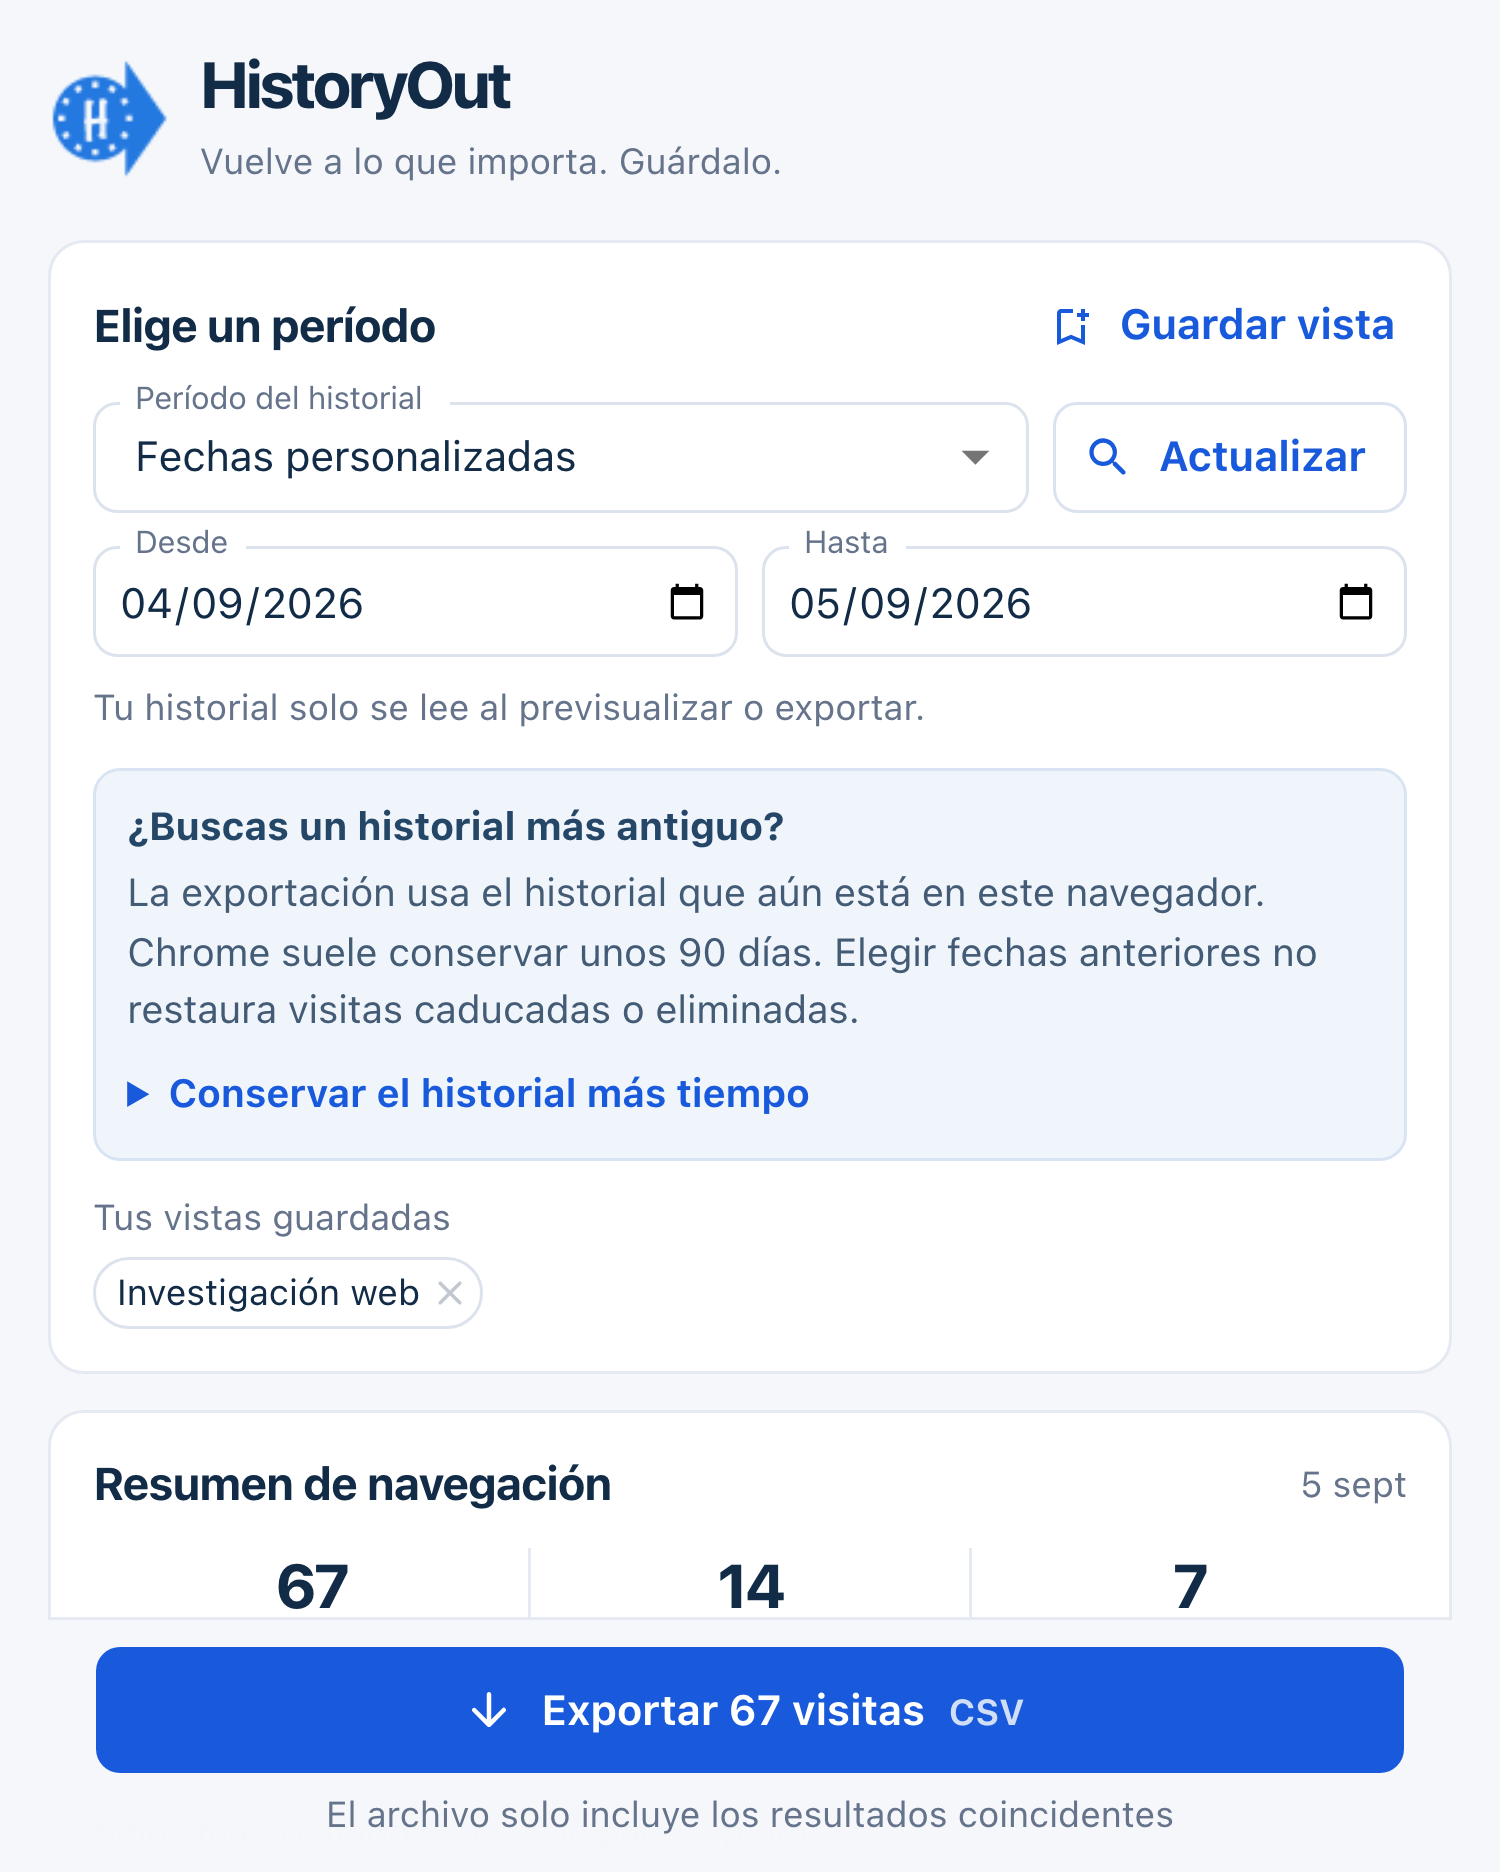 H
HistoryOut
Vuelve a lo que importa. Guárdalo.
Elige un período
Guardar vista
Período del historial
Fechas personalizadas
Actualizar
Desde
Hasta
04/09/2026
05/09/2026
Tu historial solo se lee al previsualizar o exportar.
¿Buscas un historial más antiguo?
La exportación usa el historial que aún está en este navegador.
Chrome suele conservar unos 90 días. Elegir fechas anteriores no
restaura visitas caducadas o eliminadas.
Conservar el historial más tiempo
Tus vistas guardadas
Investigación web
Resumen de navegación
5 sept
67
14
7
Exportar 67 visitas CSV
El archivo solo incluye los resultados coincidentes